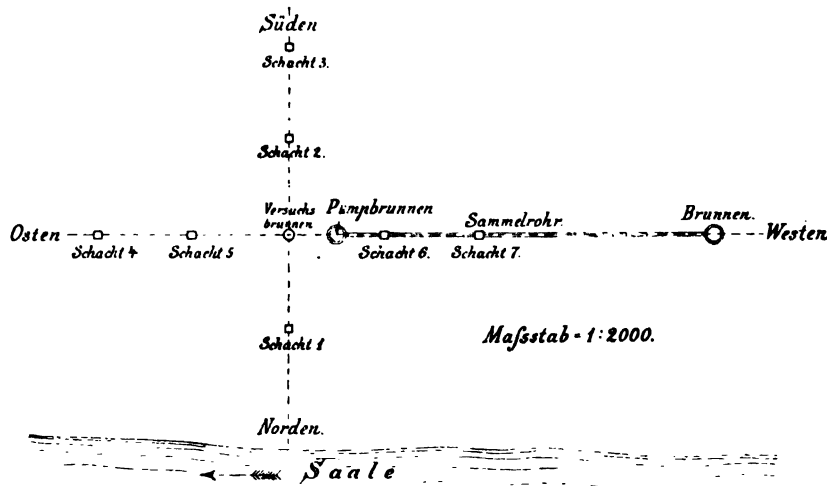 Süden
Schacht 3.
Schacht 2.
Versuchs
brunnen
Pumpbrunnen
Sammelrohr.
Brunnen.
Osten
Westen
Schacht 4
Schacht 5
Schacht 6.
Schacht 7.
Schacht 1
Maſsstab = 1:2000.
Norden.
Saale